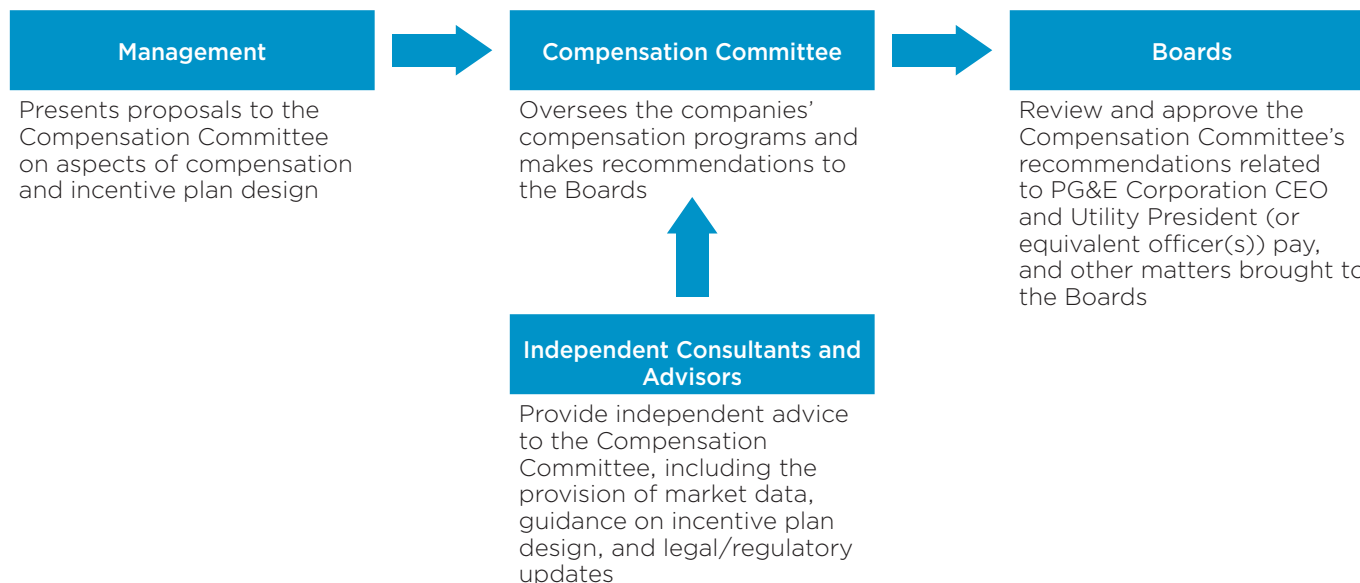 Management
Presents proposals to the
Compensation Committee
on aspects of compensation
and incentive plan design
Compensation Committee
Oversees the companies’
compensation programs and
makes recommendations to
the Boards
Boards
Review and approve the
Compensation Committee’s
recommendations related
to PG&E Corporation CEO
and Utility President (or
equivalent officer(s)) pay,
and other matters brought to
the Boards
Independent Consultants and
Advisors
Provide independent advice
to the Compensation
Committee, including the
provision of market data,
guidance on incentive plan
design, and legal/regulatory
updates